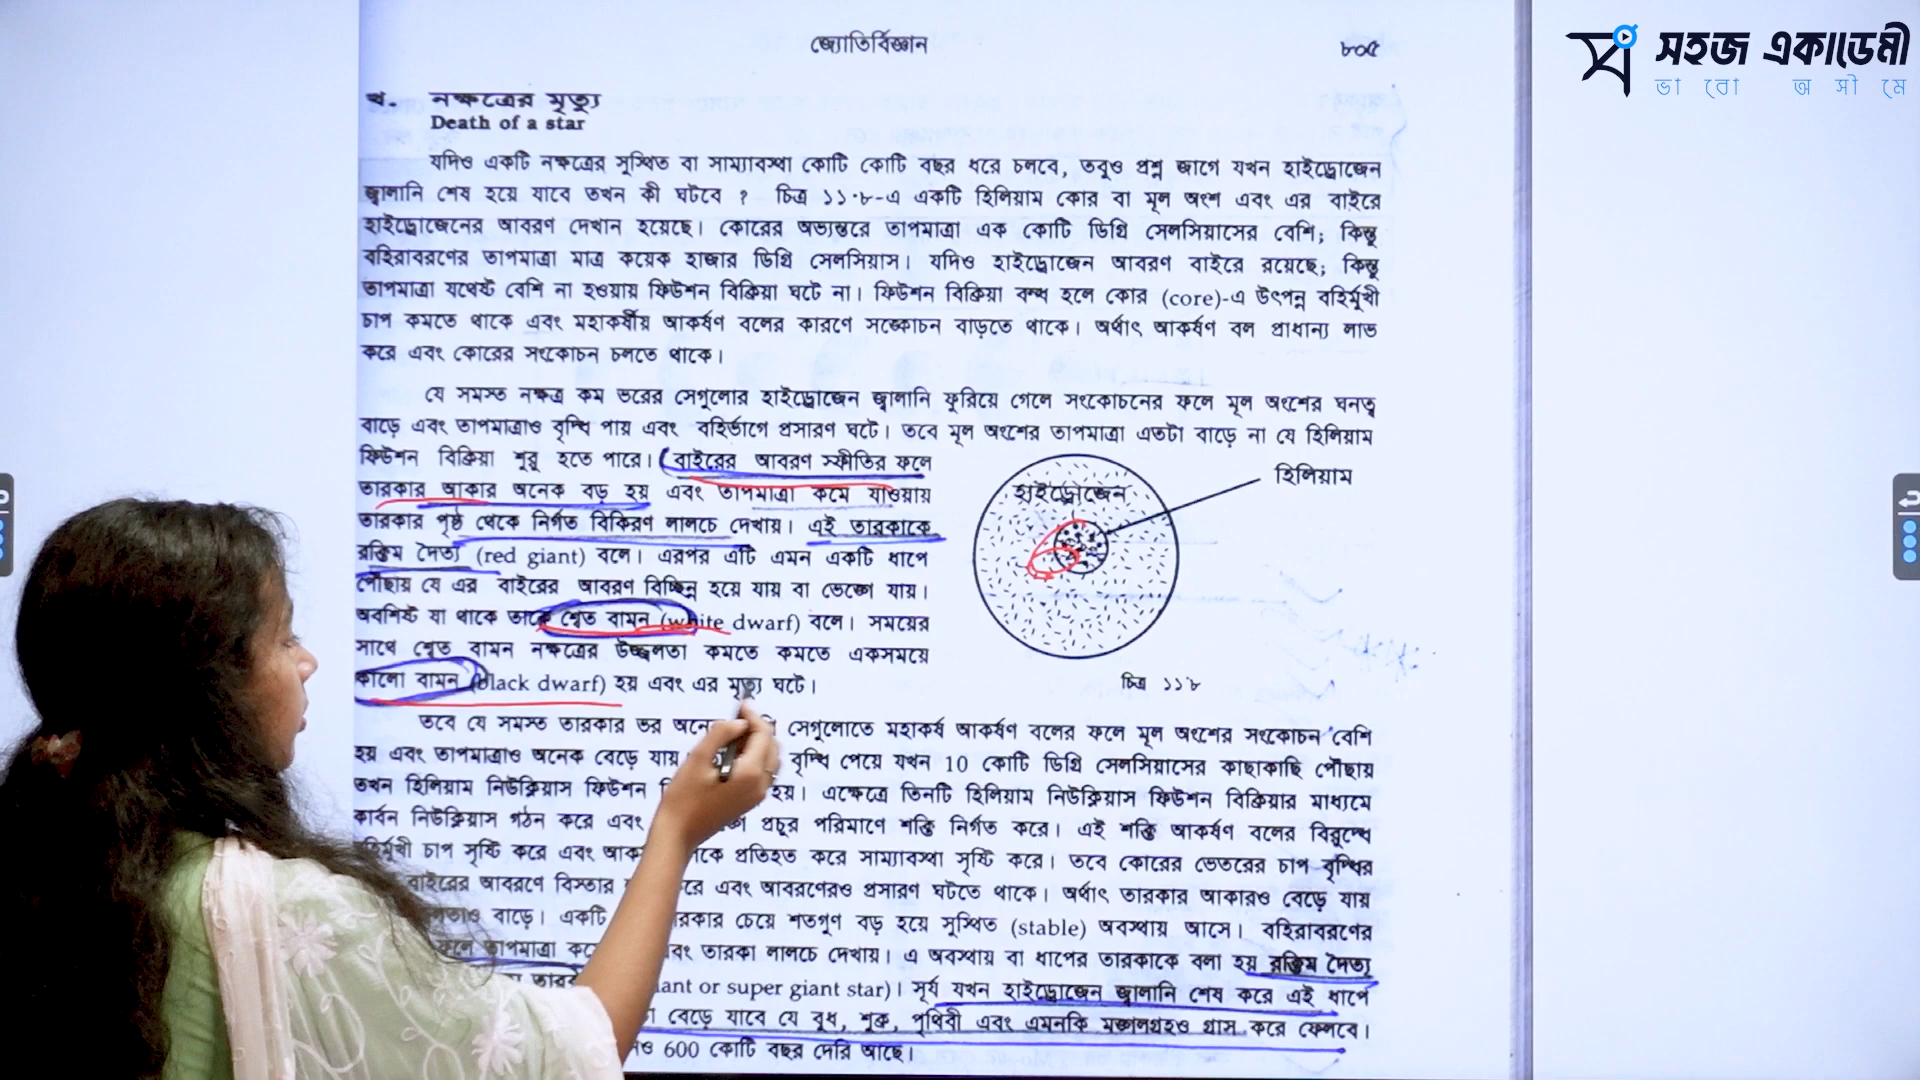 জ্যোতির্বিজ্ঞান
৮০৫
সহজ একাডেমী
ভাবো অসীমে
খ. নক্ষত্রের মৃত্যু
Death of a star
যদিও একটি নক্ষত্রের সুস্থিত বা সাম্যাবস্থা কোটি কোটি বছর ধরে চলবে, তবুও প্রশ্ন জাগে যখন হাইড্রোজেন
জ্বালানি শেষ হয়ে যাবে তখন কী ঘটবে ? চিত্র ১১·৮-এ একটি হিলিয়াম কোর বা মূল অংশ এবং এর বাইরে
হাইড্রোজেনের আবরণ দেখান হয়েছে। কোরের অভ্যন্তরে তাপমাত্রা এক কোটি ডিগ্রি সেলসিয়াসের বেশি; কিন্তু
বহিরাবরণের তাপমাত্রা মাত্র কয়েক হাজার ডিগ্রি সেলসিয়াস। যদিও হাইড্রোজেন আবরণ বাইরে রয়েছে; কিন্তু
তাপমাত্রা যথেষ্ট বেশি না হওয়ায় ফিউশন বিক্রিয়া ঘটে না। ফিউশন বিক্রিয়া বন্ধ হলে কোর (core)-এ উৎপন্ন বহির্মুখী
চাপ কমতে থাকে এবং মহাকর্ষীয় আকর্ষণ বলের কারণে সঙ্কোচন বাড়তে থাকে। অর্থাৎ আকর্ষণ বল প্রাধান্য লাভ
করে এবং কোরের সংকোচন চলতে থাকে।
যে সমস্ত নক্ষত্র কম ভরের সেগুলোর হাইড্রোজেন জ্বালানি ফুরিয়ে গেলে সংকোচনের ফলে মূল অংশের ঘনত্ব
বাড়ে এবং তাপমাত্রাও বৃদ্ধি পায় এবং বহির্ভাগে প্রসারণ ঘটে। তবে মূল অংশের তাপমাত্রা এতটা বাড়ে না যে হিলিয়াম
ফিউশন বিক্রিয়া শুরু হতে পারে। বাইরের আবরণ স্ফীতির ফলে
তারকার আকার অনেক বড় হয় এবং তাপমাত্রা কমে যাওয়ায়
তারকার পৃষ্ঠ থেকে নির্গত বিকিরণ লালচে দেখায়। এই তারকাকে
রক্তিম দৈত্য (red giant) বলে। এরপর এটি এমন একটি ধাপে
পৌঁছায় যে এর বাইরের আবরণ বিচ্ছিন্ন হয়ে যায় বা ভেঙ্গে যায়।
অবশিষ্ট যা থাকে তাকে শ্বেত বামন (white dwarf) বলে। সময়ের
সাথে শ্বেত বামন নক্ষত্রের উজ্জ্বলতা কমতে কমতে একসময়ে
কালো বামন (black dwarf) হয় এবং এর মৃত্যু ঘটে।
হাইড্রোজেন
হিলিয়াম
চিত্র ১১·৮
তবে যে সমস্ত তারকার ভর সেগুলোতে মহাকর্ষ আকর্ষণ বলের ফলে মূল অংশের সংকোচন বেশি
হয় এবং তাপমাত্রাও অনেক বেড়ে যায়। বৃদ্ধি পেয়ে যখন 10 কোটি ডিগ্রি সেলসিয়াসের কাছাকাছি পৌঁছায়
তখন হিলিয়াম নিউক্লিয়াস ফিউশন হয়। এক্ষেত্রে তিনটি হিলিয়াম নিউক্লিয়াস ফিউশন বিক্রিয়ার মাধ্যমে
কার্বন নিউক্লিয়াস গঠন করে এবং প্রচুর পরিমাণে শক্তি নির্গত করে। এই শক্তি আকর্ষণ বলের বিরুদ্ধে
চাপ সৃষ্টি করে এবং প্রতিহত করে সাম্যাবস্থা সৃষ্টি করে। তবে কোরের ভেতরের চাপ বৃদ্ধির
বাইরের আবরণে বিস্তার এবং আবরণেরও প্রসারণ ঘটতে থাকে। অর্থাৎ তারকার আকারও বেড়ে যায়
বাড়ে। একটি চেয়ে শতগুণ বড় হয়ে সুস্থিত (stable) অবস্থায় আসে। বহিরাবরণের
তাপমাত্রা তারকা লালচে দেখায়। এ অবস্থায় বা ধাপের তারকাকে বলা হয় রক্তিম দৈত্য
or super giant star)। সূর্য যখন হাইড্রোজেন জ্বালানি শেষ করে এই ধাপে
বেড়ে যাবে যে বুধ, শুক্র, পৃথিবী এবং এমনকি মঙ্গলগ্রহও গ্রাস করে ফেলবে।
600 কোটি বছর দেরি আছে।